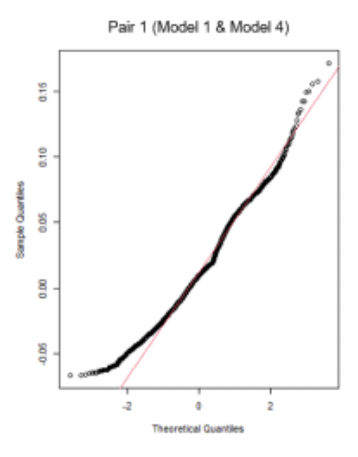 Pair 1 (Model 1 & Model 4)
0.15
0.10
0.05
0.00
-0.05
Sample Quantiles
-2
0
2
Theoretical Quantiles